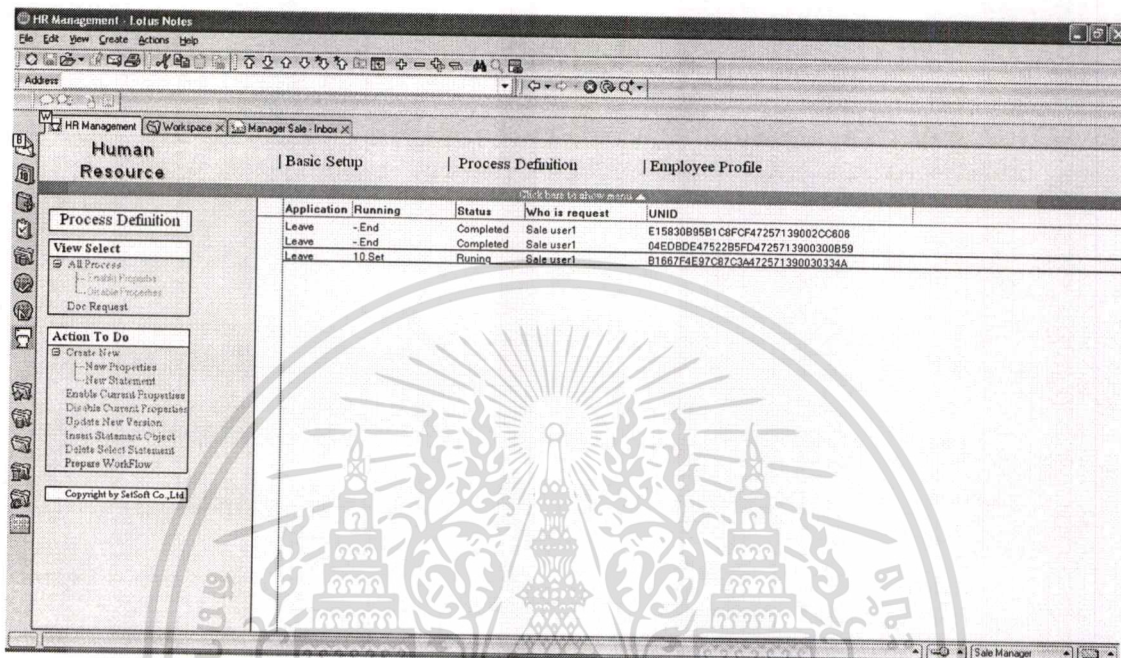 HR Management - Lotus Notes
File Edit View Create Actions Help
Address
HR Management Workspace Manager Sale - Inbox
Human
Resource
| Basic Setup | Process Definition | Employee Profile
Click here to show menu
Process Definition
View Select
All Process
Enable Properties
Disable Properties
Doc Request
Action To Do
Create New
New Properties
New Statement
Enable Current Properties
Disable Current Properties
Update New Version
Insert Statement Object
Delete Select Statement
Prepare WorkFlow
Copyright by SetSoft Co.,Ltd
Application Running Status Who is request UNID
Leave -.End Completed Sale user1 E15830B95B1C8FCF47257139002CC606
Leave -.End Completed Sale user1 04EDBDE47522B5FD4725713900300B59
Leave 10.Set Runing Sale user1 B1667F4E97C87C3A472571390030334A
Sale Manager